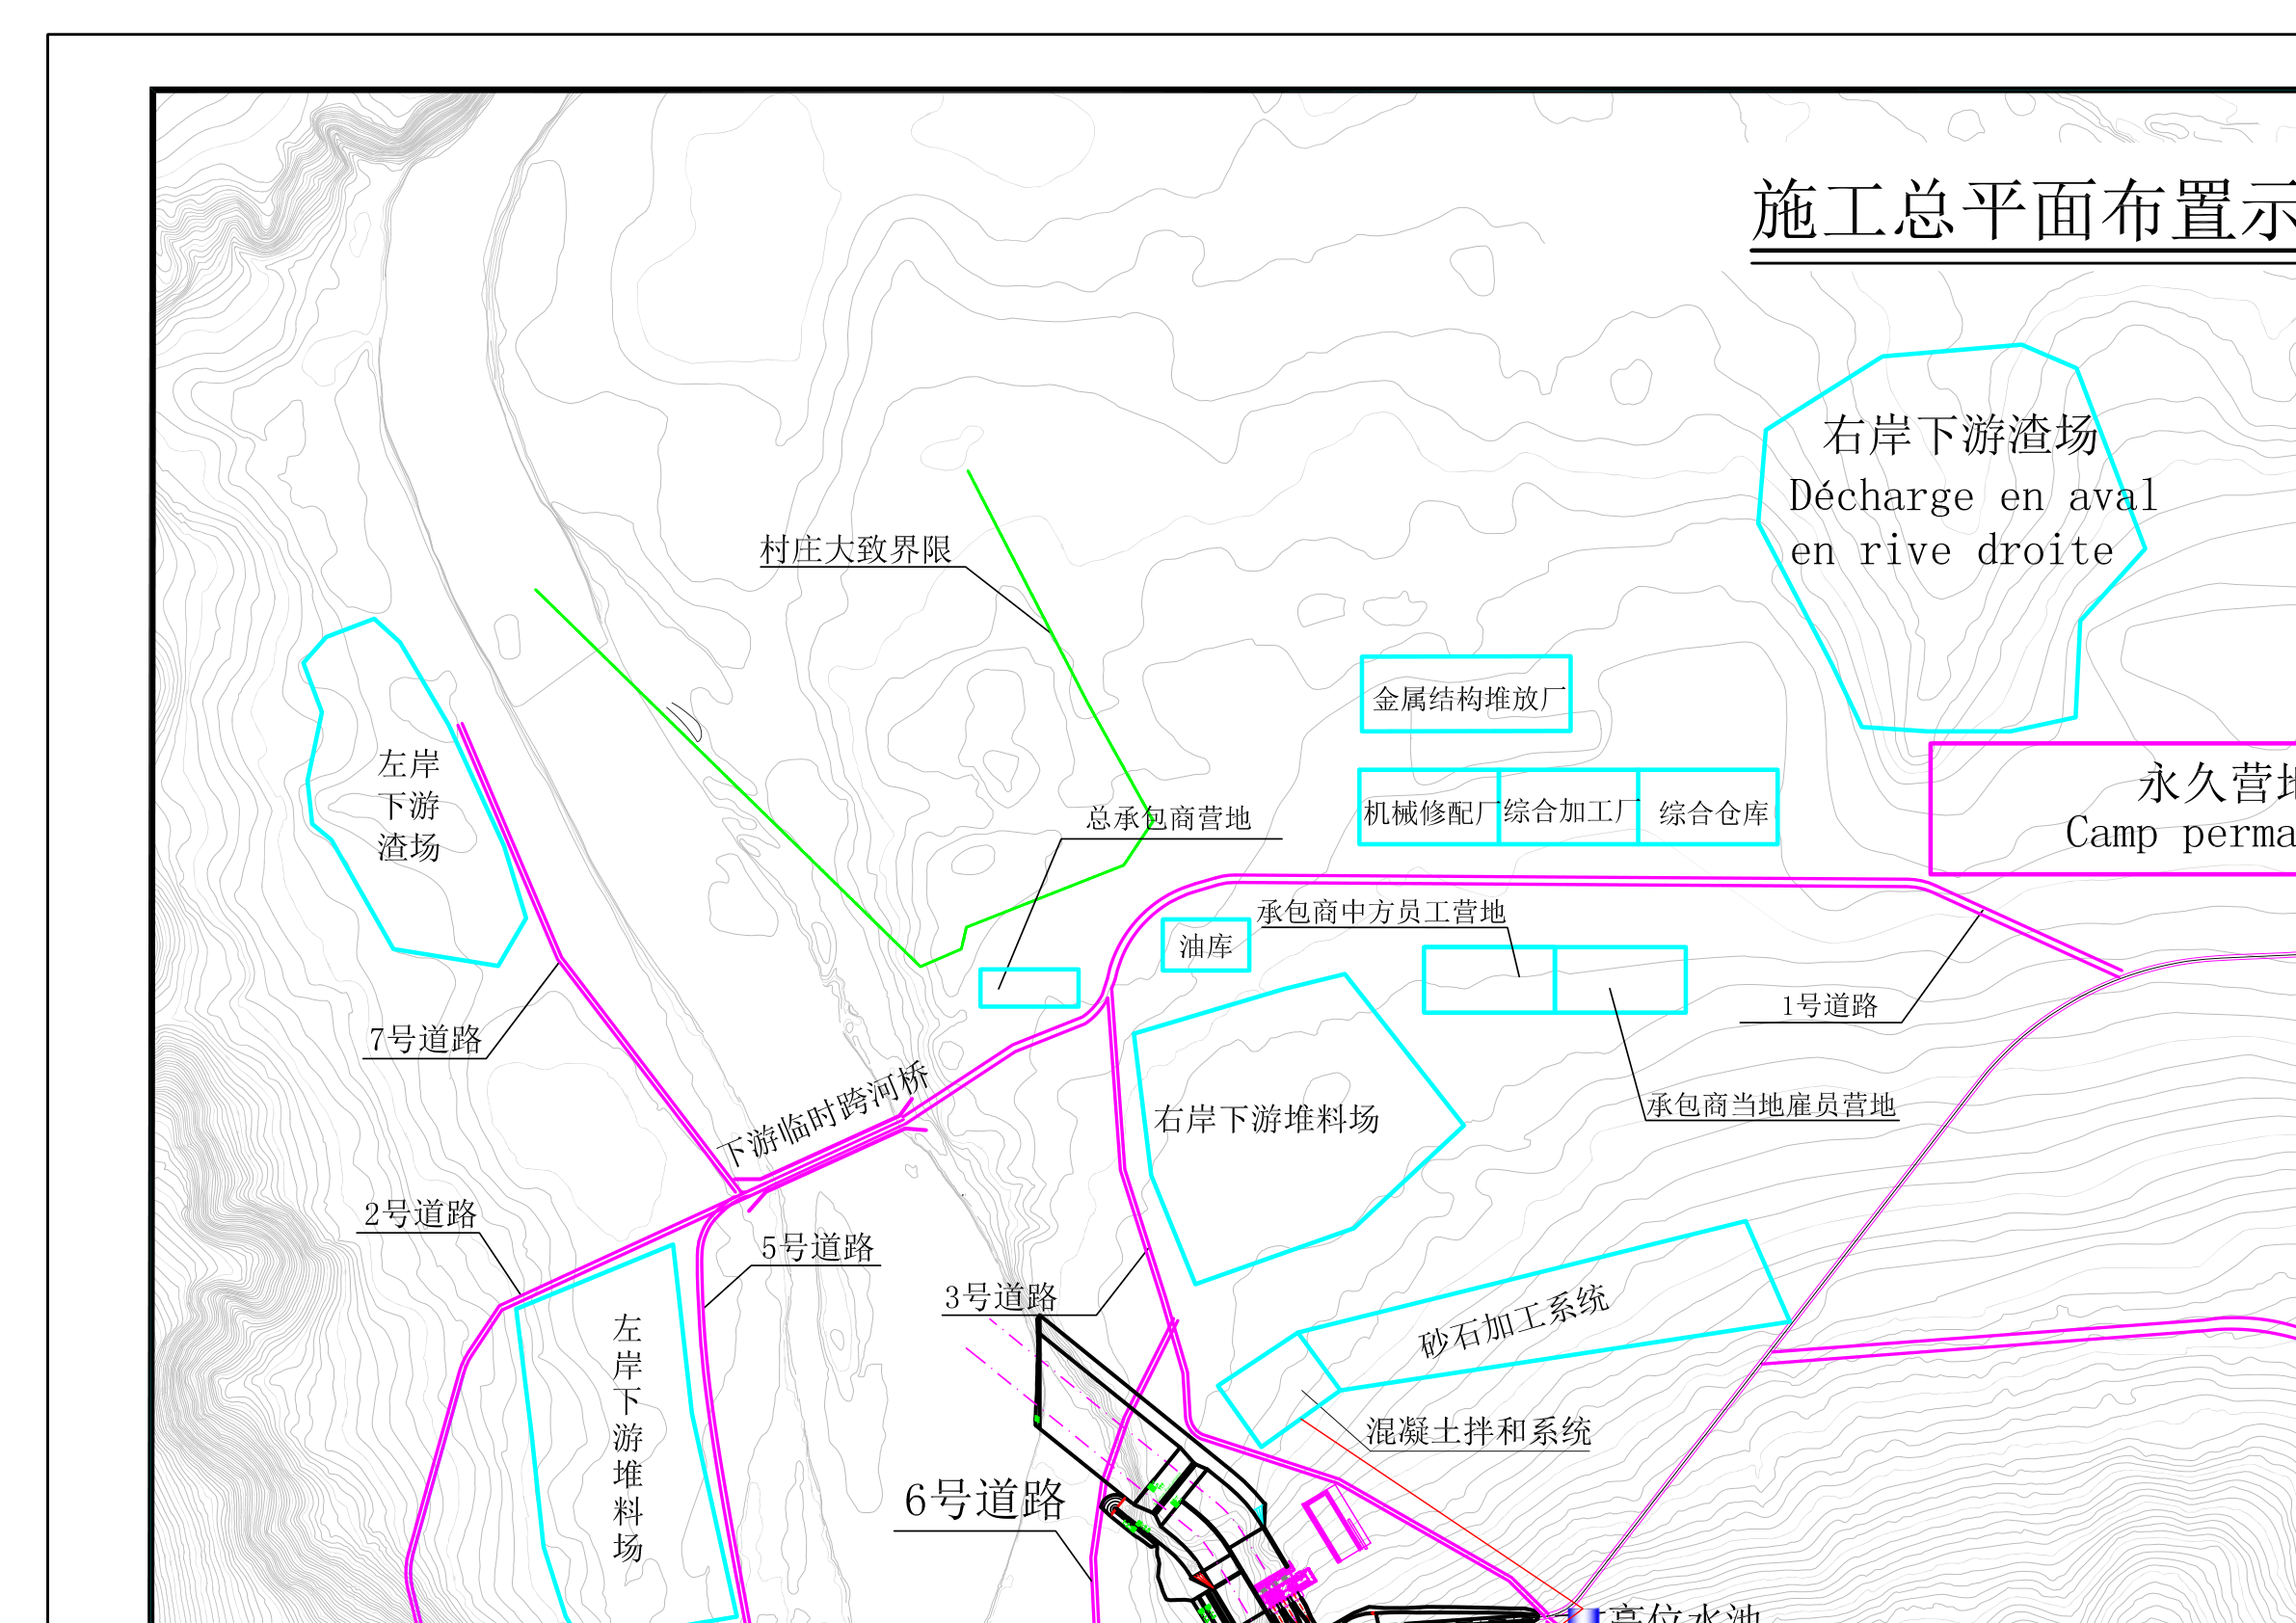 施工总平面布置示
右岸下游渣场
Décharge en aval
en rive droite
村庄大致界限
金属结构堆放厂
左岸
下游
渣场
永久营地
Camp perma
总承包商营地
机械修配厂
综合加工厂
综合仓库
承包商中方员工营地
油库
1号道路
7号道路
下游临时跨河桥
右岸下游堆料场
承包商当地雇员营地
2号道路
5号道路
3号道路
砂石加工系统
左岸下游堆料场
混凝土拌和系统
6号道路
高位水池